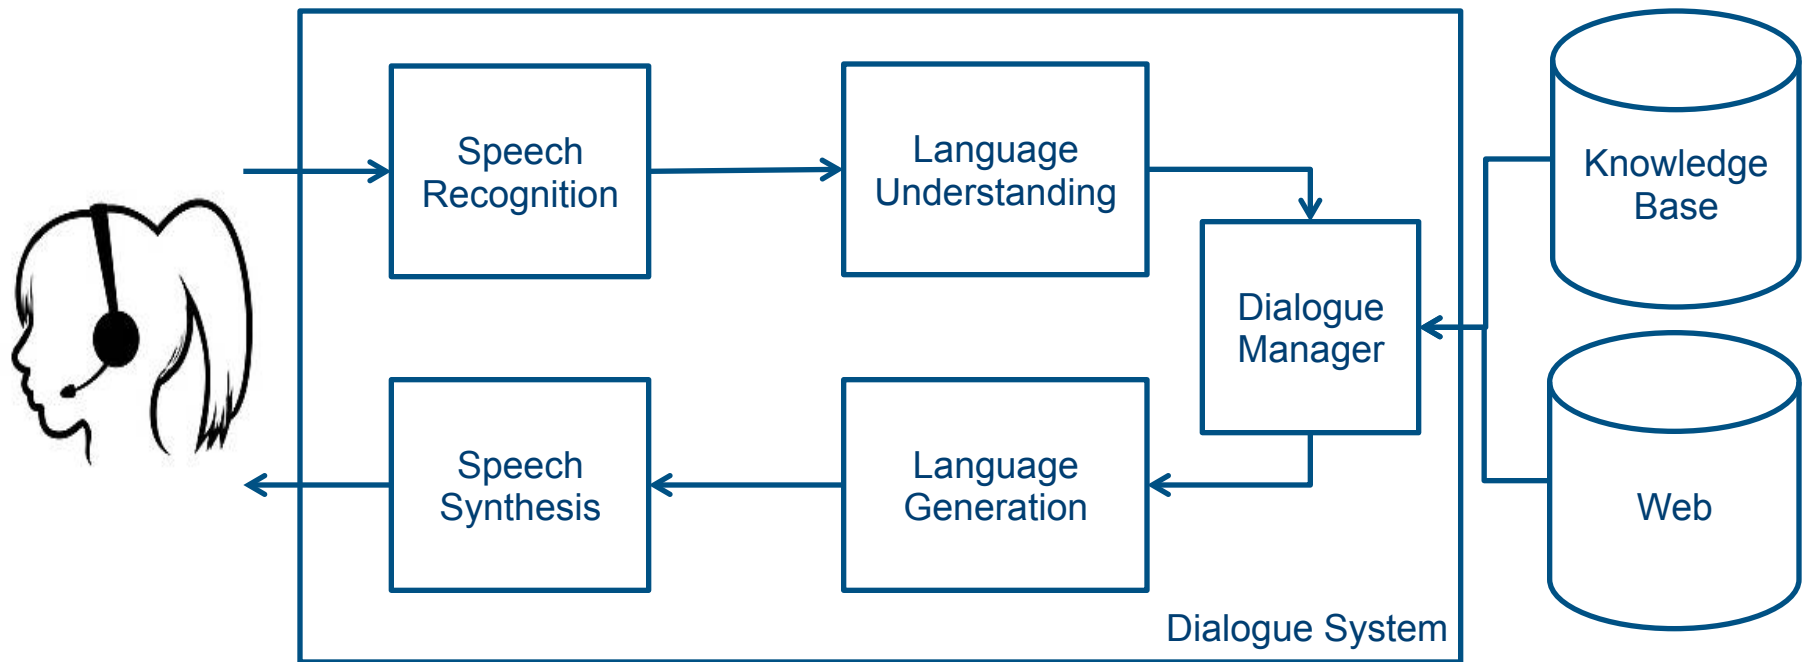 Speech
Recognition
Language
Understanding
Knowledge
Base
Dialogue
Manager
Speech
Synthesis
Language
Generation
Web
Dialogue System